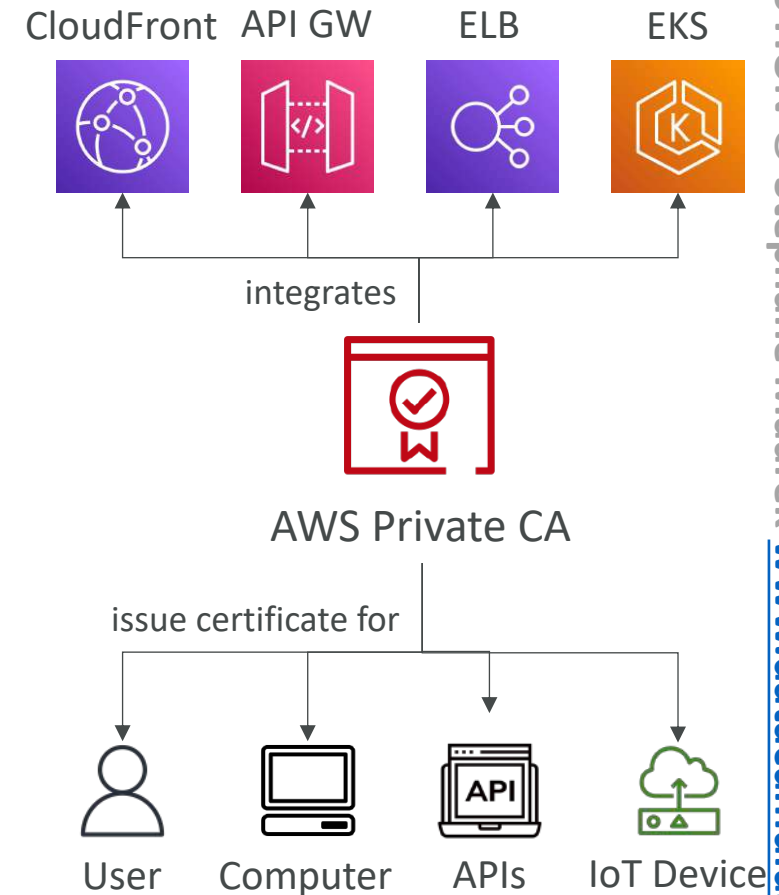 CloudFront API GW ELB EKS
</>
K
integrates
AWS Private CA
issue certificate for
API
User Computer APIs IoT Device